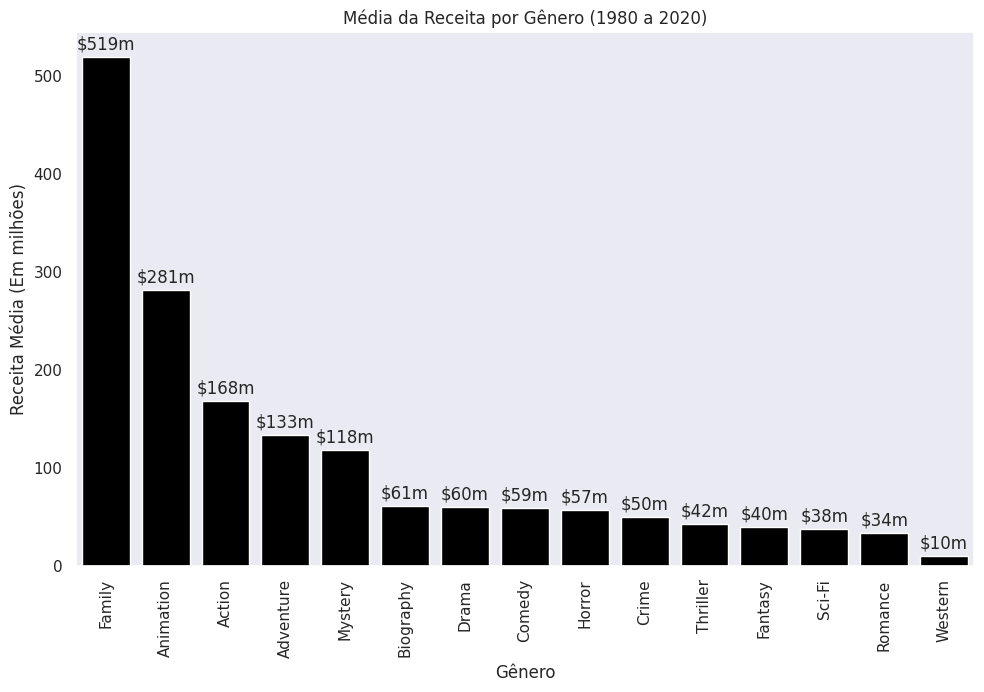 Média da Receita por Gênero (1980 a 2020)
Receita Média (Em milhões)
500
400
300
200
100
0
$519m
$281m
$168m
$133m
$118m
$61m
$60m
$59m
$57m
$50m
$42m
$40m
$38m
$34m
$10m
Family
Animation
Action
Adventure
Mystery
Biography
Drama
Comedy
Horror
Crime
Thriller
Fantasy
Sci-Fi
Romance
Western
Gênero